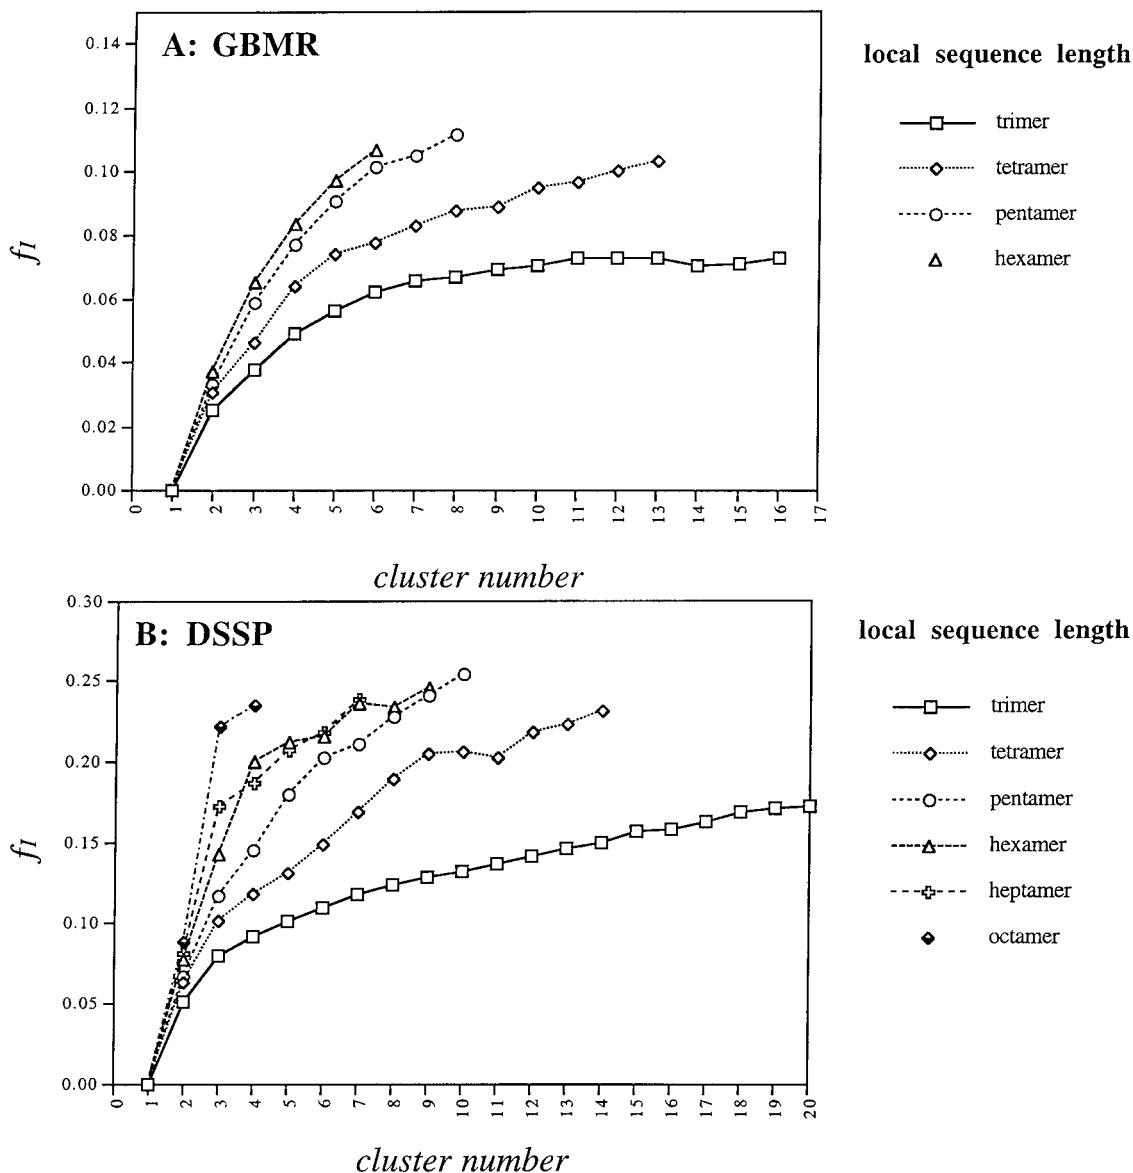 A: GBMR
0.14
0.12
0.10
0.08
0.06
0.04
0.02
0.00
f_I
0 1 2 3 4 5 6 7 8 9 10 11 12 13 14 15 16 17
cluster number
local sequence length
trimer
tetramer
pentamer
hexamer
B: DSSP
0.30
0.25
0.20
0.15
0.10
0.05
0.00
f_I
0 1 2 3 4 5 6 7 8 9 10 11 12 13 14 15 16 17 18 19 20
cluster number
local sequence length
trimer
tetramer
pentamer
hexamer
heptamer
octamer